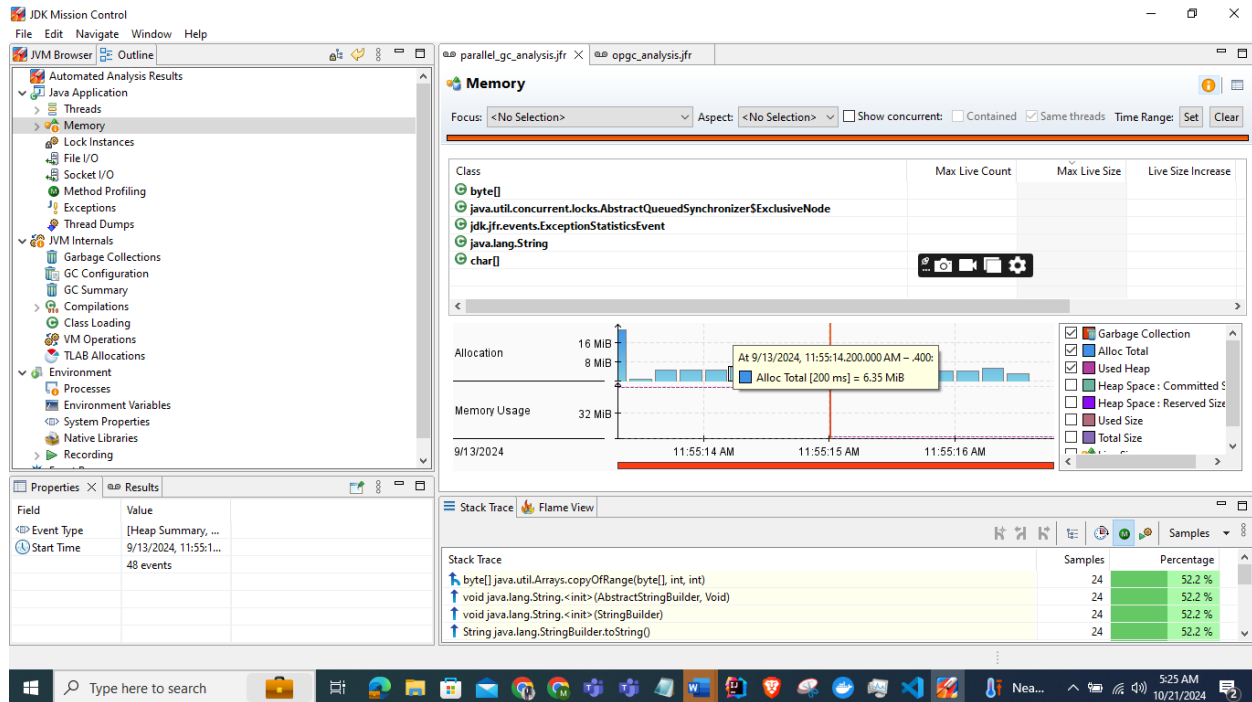 JDK Mission Control
File Edit Navigate Window Help
JVM Browser Outline
Automated Analysis Results
Java Application
Threads
Memory
Lock Instances
File I/O
Socket I/O
Method Profiling
Exceptions
Thread Dumps
JVM Internals
Garbage Collections
GC Configuration
GC Summary
Compilations
Class Loading
VM Operations
TLAB Allocations
Environment
Processes
Environment Variables
System Properties
Native Libraries
Recording
Properties Results
Field Value
Event Type [Heap Summary, ...
Start Time 9/13/2024, 11:55:1...
48 events
parallel_gc_analysis.jfr opgc_analysis.jfr
Memory
Focus: <No Selection> Aspect: <No Selection> Show concurrent: Contained Same threads Time Range: Set Clear
Class Max Live Count Max Live Size Live Size Increase
byte[]
java.util.concurrent.locks.AbstractQueuedSynchronizer$ExclusiveNode
jdk.jfr.events.ExceptionStatisticsEvent
java.lang.String
char[]
Allocation 16 MiB
8 MiB
At 9/13/2024, 11:55:14.200.000 AM – .400:
Alloc Total [200 ms] = 6.35 MiB
Memory Usage 32 MiB
9/13/2024 11:55:14 AM 11:55:15 AM 11:55:16 AM
Garbage Collection
Alloc Total
Used Heap
Heap Space : Committed S
Heap Space : Reserved Size
Used Size
Total Size
Stack Trace Flame View
Samples
Stack Trace Samples Percentage
byte[] java.util.Arrays.copyOfRange(byte[], int, int) 24 52.2 %
void java.lang.String.<init>(AbstractStringBuilder, Void) 24 52.2 %
void java.lang.String.<init>(StringBuilder) 24 52.2 %
String java.lang.StringBuilder.toString() 24 52.2 %
Type here to search
Nea...
5:25 AM
10/21/2024
2